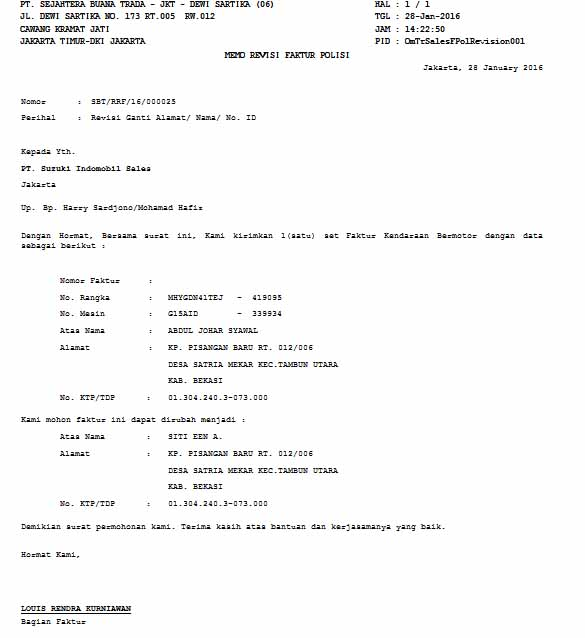 PT. SEJAHTERA BUANA TRADA - JKT - DEWI SARTIKA (06) HAL : 1 / 1
JL. DEWI SARTIKA NO. 173 RT.005 RW.012 TGL : 28-Jan-2016
CAWANG KRAMAT JATI JAM : 14:22:50
JAKARTA TIMUR-DKI JAKARTA PID : OmTrSalesFPolRevision001
MEMO REVISI FAKTUR POLISI
Jakarta, 28 January 2016
Nomor : SBT/RRF/16/000025
Perihal : Revisi Ganti Alamat/ Nama/ No. ID
Kepada Yth.
PT. Suzuki Indomobil Sales
Jakarta
Up. Bp. Harry Sardjono/Mohamad Hafiz
Dengan Hormat, Bersama surat ini, Kami kirimkan 1(satu) set Faktur Kendaraan Bermotor dengan data
sebagai berikut :
Nomor Faktur :
No. Rangka : MHYGDN41TEJ - 419095
No. Mesin : G15AID - 339934
Atas Nama : ABDUL JOHAR SYAWAL
Alamat : KP. PISANGAN BARU RT. 012/006
DESA SATRIA MEKAR KEC.TAMBUN UTARA
KAB. BEKASI
No. KTP/TDP : 01.304.240.3-073.000
Kami mohon faktur ini dapat dirubah menjadi :
Atas Nama : SITI EEN A.
Alamat : KP. PISANGAN BARU RT. 012/006
DESA SATRIA MEKAR KEC.TAMBUN UTARA
KAB. BEKASI
No. KTP/TDP : 01.304.240.3-073.000
Demikian surat permohonan kami. Terima kasih atas bantuan dan kerjasamanya yang baik.
Hormat Kami,
LOUIS RENDRA KURNIAWAN
Bagian Faktur